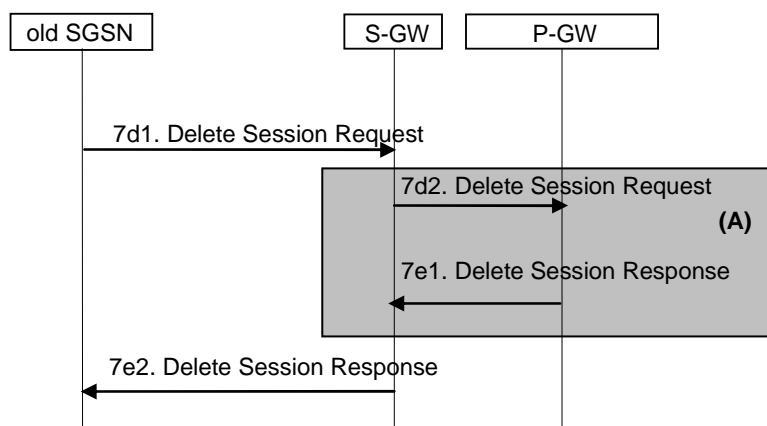 old SGSN
S-GW
P-GW
7d1. Delete Session Request
7d2. Delete Session Request
(A)
7e1. Delete Session Response
7e2. Delete Session Response